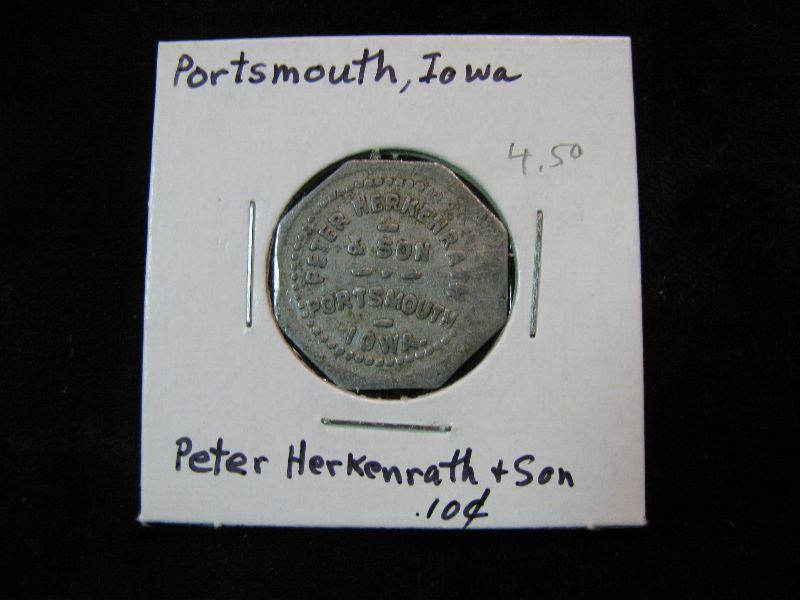 Portsmouth, Iowa
4.50
PETER HERKENRATH
& SON
PORTSMOUTH
IOWA.
Peter Herkenrath + Son
.10¢